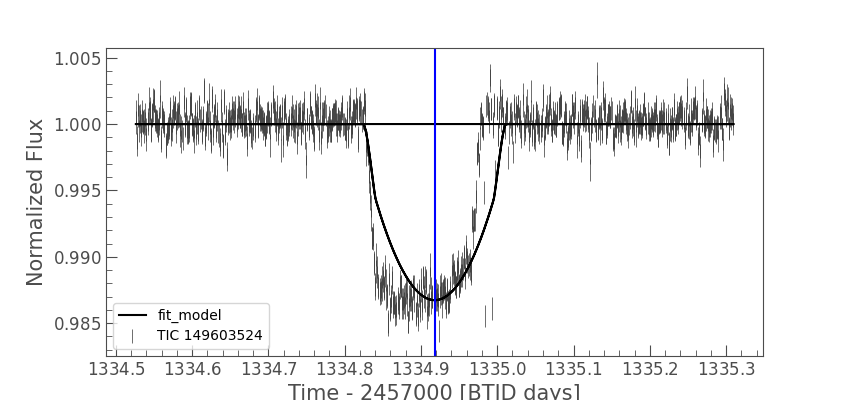 1.005
1.000
0.995
0.990
0.985
Normalized Flux
fit_model
TIC 149603524
1334.5 1334.6 1334.7 1334.8 1334.9 1335.0 1335.1 1335.2 1335.3
Time - 2457000 [BTJD days]